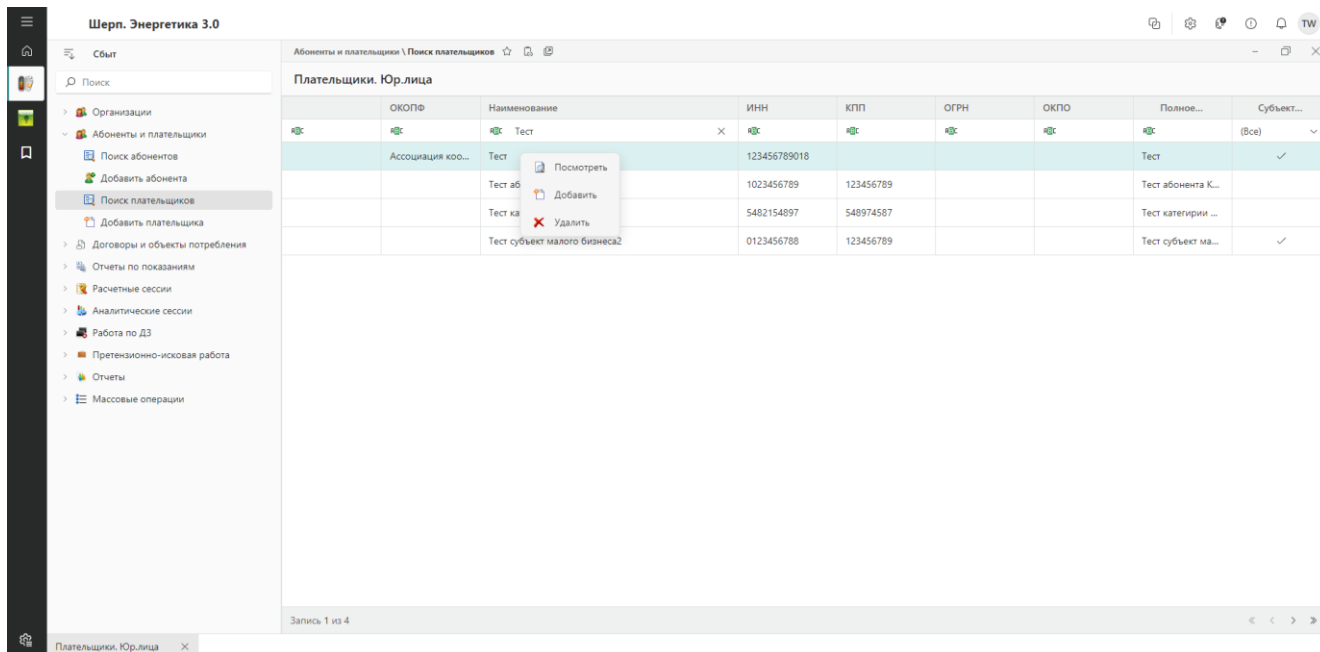 Шерп. Энергетика 3.0
TW
Сбыт
Абоненты и плательщики \ Поиск плательщиков
Поиск
Плательщики. Юр.лица
Организации
Абоненты и плательщики
Поиск абонентов
Добавить абонента
Поиск плательщиков
Добавить плательщика
Договоры и объекты потребления
Отчеты по показаниям
Расчетные сессии
Аналитические сессии
Работа по ДЗ
Претензионно-исковая работа
Отчеты
Массовые операции
ОКОПФ Наименование ИНН КПП ОГРН ОКПО Полное... Субъект...
Тест (Все)
Ассоциация коо... Тест 123456789018 Тест
Тест аб 1023456789 123456789 Тест абонента К...
Тест ка 5482154897 548974587 Тест категирии ...
Тест субъект малого бизнеса2 0123456788 123456789 Тест субъект ма...
Посмотреть
Добавить
Удалить
Запись 1 из 4
Плательщики. Юр.лица